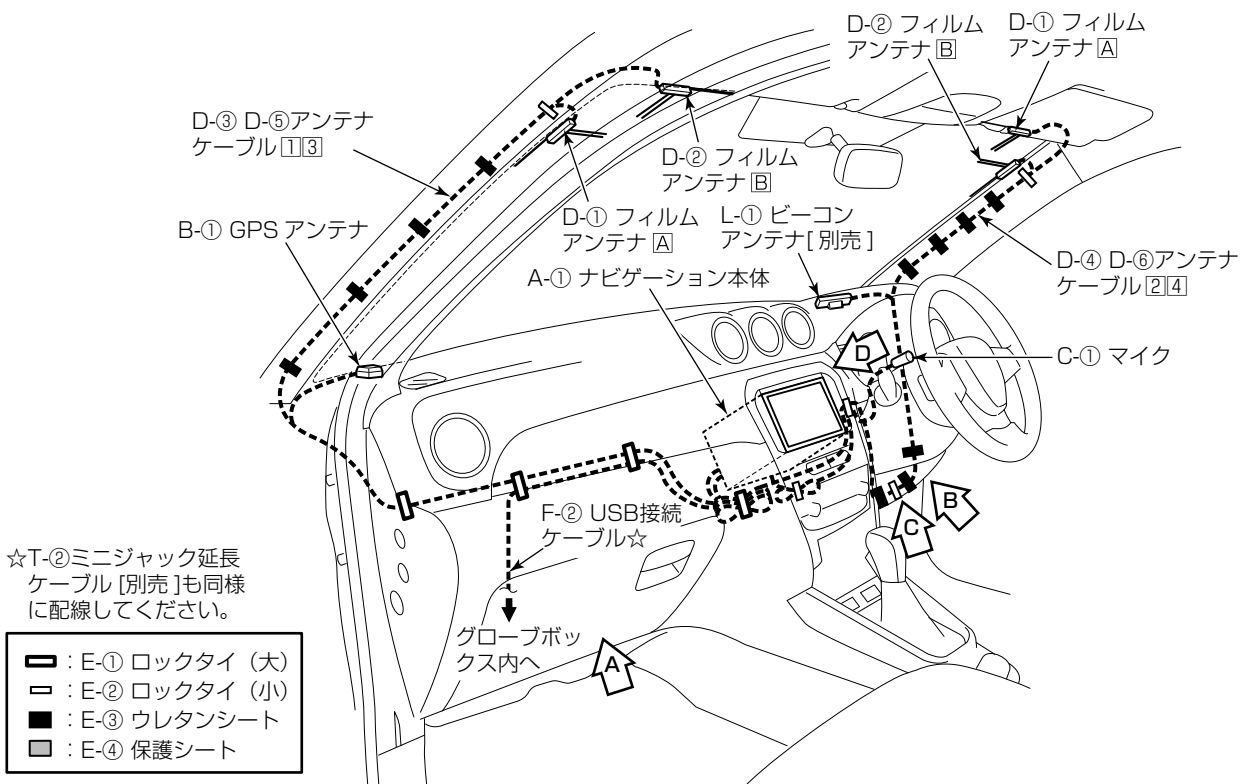 D-② フィルム
アンテナ🄱
D-① フィルム
アンテナ🄰
D-③ D-⑤アンテナ
ケーブル 1 3
D-② フィルム
アンテナ🄱
D-① フィルム
アンテナ🄰
B-① GPS アンテナ
L-① ビーコン
アンテナ[ 別売 ]
A-① ナビゲーション本体
D-④ D-⑥アンテナ
ケーブル 2 4
D
C-① マイク
B
C
F-② USB接続
ケーブル☆
グローブボッ
クス内へ
A
☆T-②ミニジャック延長
ケーブル [別売 ]も同様
に配線してください。
：E-① ロックタイ（大）
：E-② ロックタイ（小）
：E-③ ウレタンシート
：E-④ 保護シート